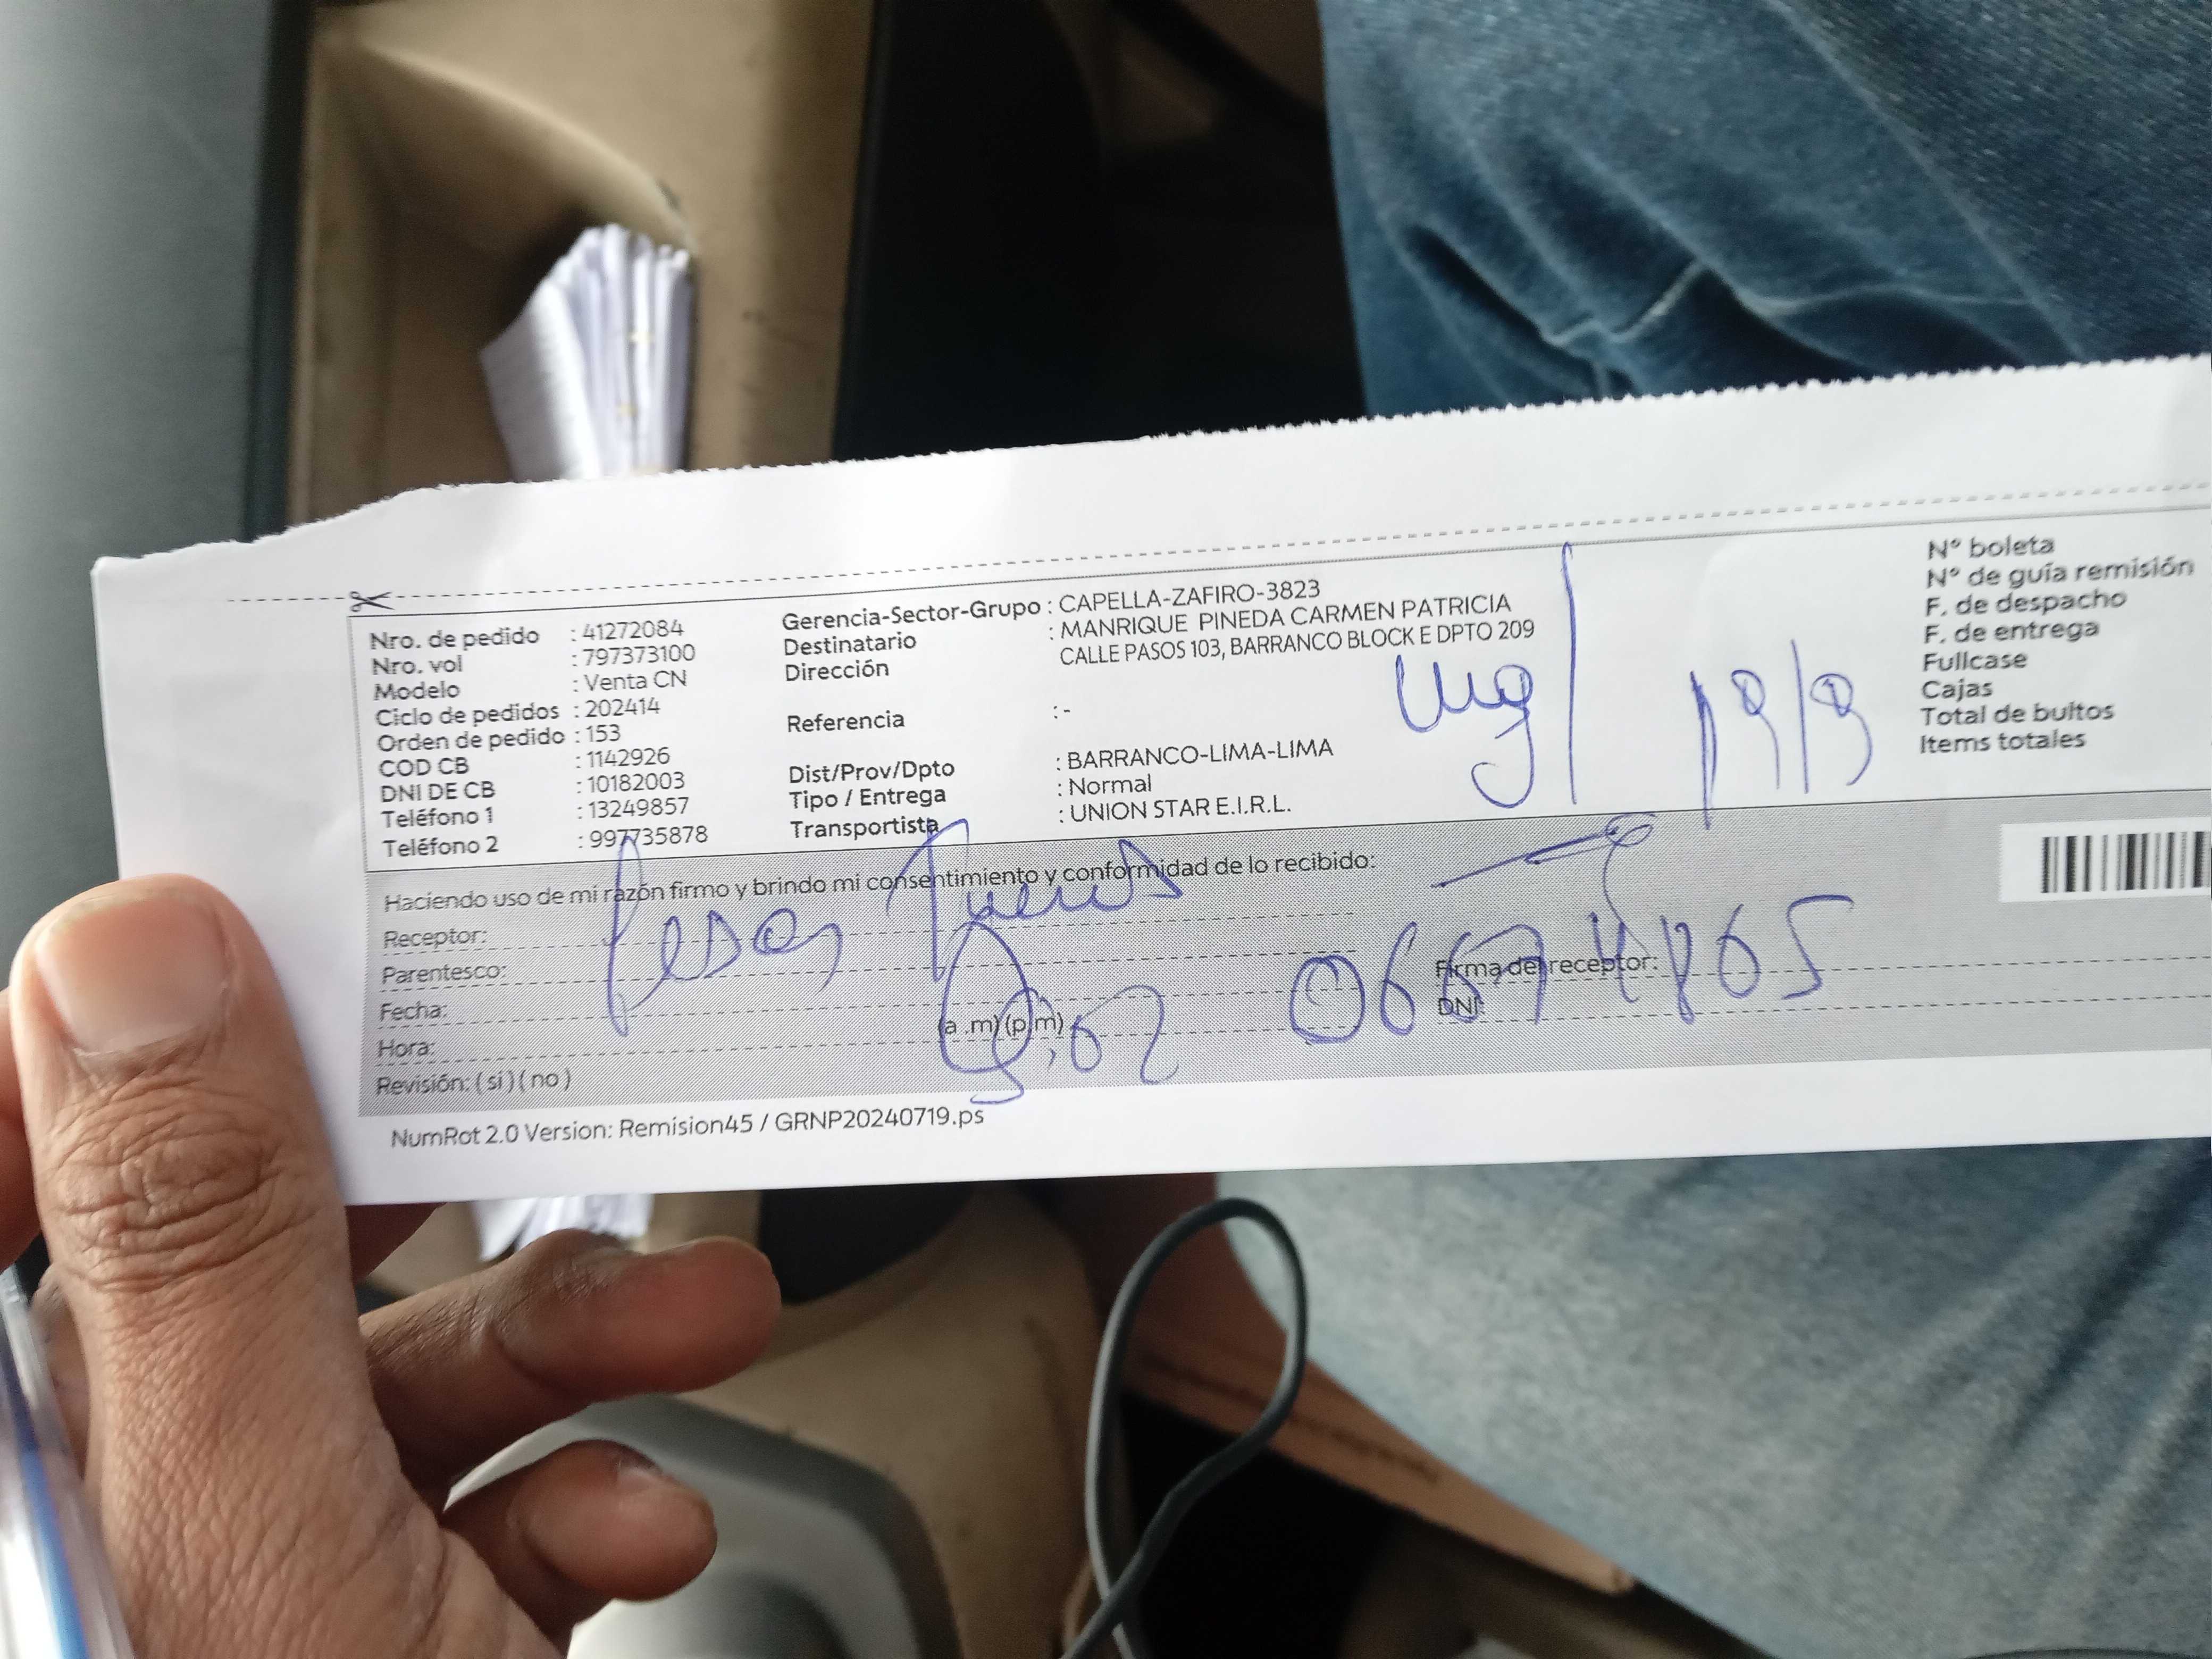 Nro. de pedido : 41272084
Nro. vol : 797373100
Modelo : Venta CN
Ciclo de pedidos : 202414
Orden de pedido : 153
COD CB : 1142926
DNI DE CB : 10182003
Teléfono 1 : 13249857
Teléfono 2 : 997735878
Gerencia-Sector-Grupo : CAPELLA-ZAFIRO-3823
Destinatario : MANRIQUE PINEDA CARMEN PATRICIA
Dirección CALLE PASOS 103, BARRANCO BLOCK E DPTO 209
Referencia : -
Dist/Prov/Dpto : BARRANCO-LIMA-LIMA
Tipo / Entrega : Normal
Transportista : UNION STAR E.I.R.L.
N° boleta
N° de guía remisión
F. de despacho
F. de entrega
Fullcase
Cajas
Total de bultos
Items totales
Haciendo uso de mi razón firmo y brindo mi consentimiento y conformidad de lo recibido:
Receptor:
Parentesco:
Fecha:
Hora: (a .m) (p.m)
Revisión: ( si ) ( no )
Firma del receptor:
DNI:
NumRot 2.0 Version: Remision45 / GRNP20240719.ps